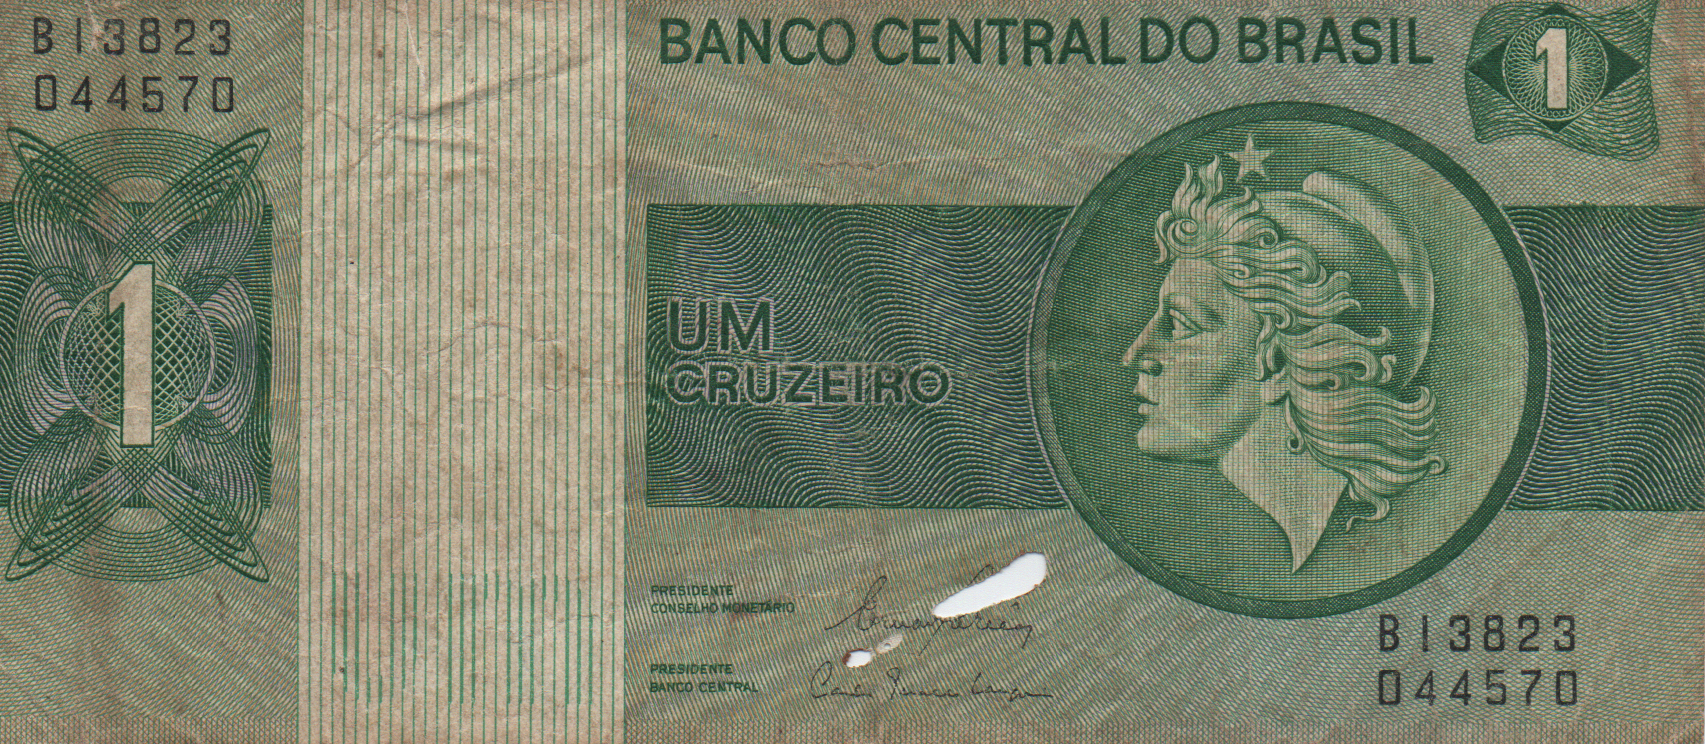 B13823
044570
BANCO CENTRAL DO BRASIL
1
1
UM
CRUZEIRO
PRESIDENTE
CONSELHO MONETÁRIO
PRESIDENTE
BANCO CENTRAL
B13823
044570